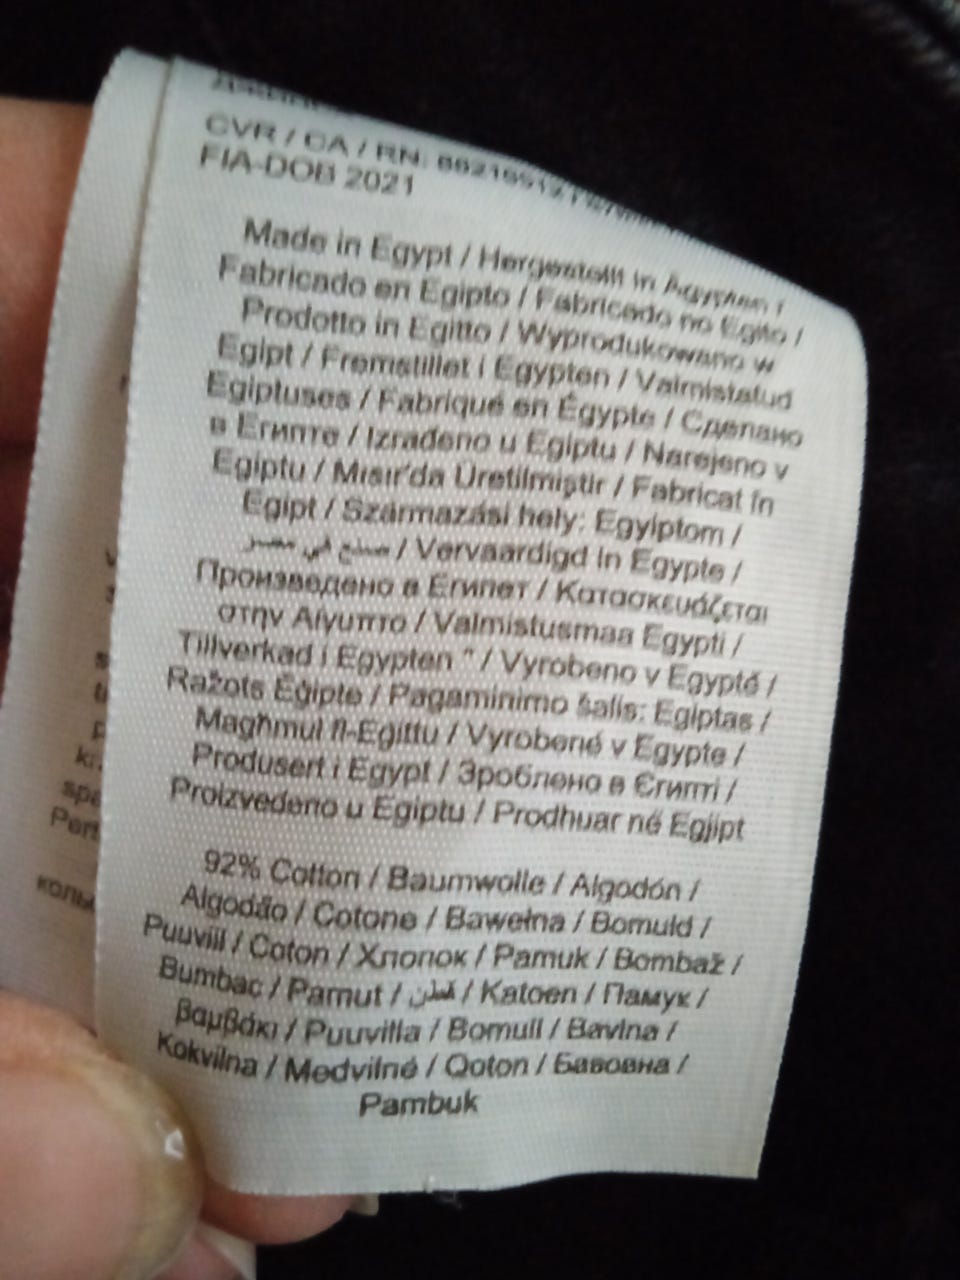 CVR / CA / RN:
FIA-DOB 2021
Made in Egypt / Hergestellt in Ägypten /
Fabricado en Egipto / Fabricado no Egito /
Prodotto in Egitto / Wyprodukowano w
Egipt / Fremstillet i Egypten / Valmistatud
Egiptuses / Fabriqué en Égypte / Сделано
в Египте / Izrađeno u Egiptu / Narejeno v
Egiptu / Mısır'da Üretilmiştir / Fabricat în
Egipt / Származási hely: Egyiptom /
صنع في مصر / Vervaardigd in Egypte /
Произведено в Египет / Κατασκευάζεται
στην Αίγυπτο / Valmistusmaa Egypti /
Tillverkad i Egypten " / Vyrobeno v Egyptě /
Ražots Ēģipte / Pagaminimo šalis: Egiptas /
Magħmul fl-Eġittu / Vyrobené v Egypte /
Produsert i Egypt / Зроблено в Єгипті /
Proizvedeno u Egiptu / Prodhuar në Egjipt
92% Cotton / Baumwolle / Algodón /
Algodão / Cotone / Bawełna / Bomuld /
Puuvill / Coton / Хлопок / Pamuk / Bombaž /
Bumbac / Pamut / قطن / Katoen / Памук /
βαμβάκι / Puuvilla / Bomull / Bavlna /
Kokvilna / Medvilnė / Qoton / Бавовна /
Pambuk